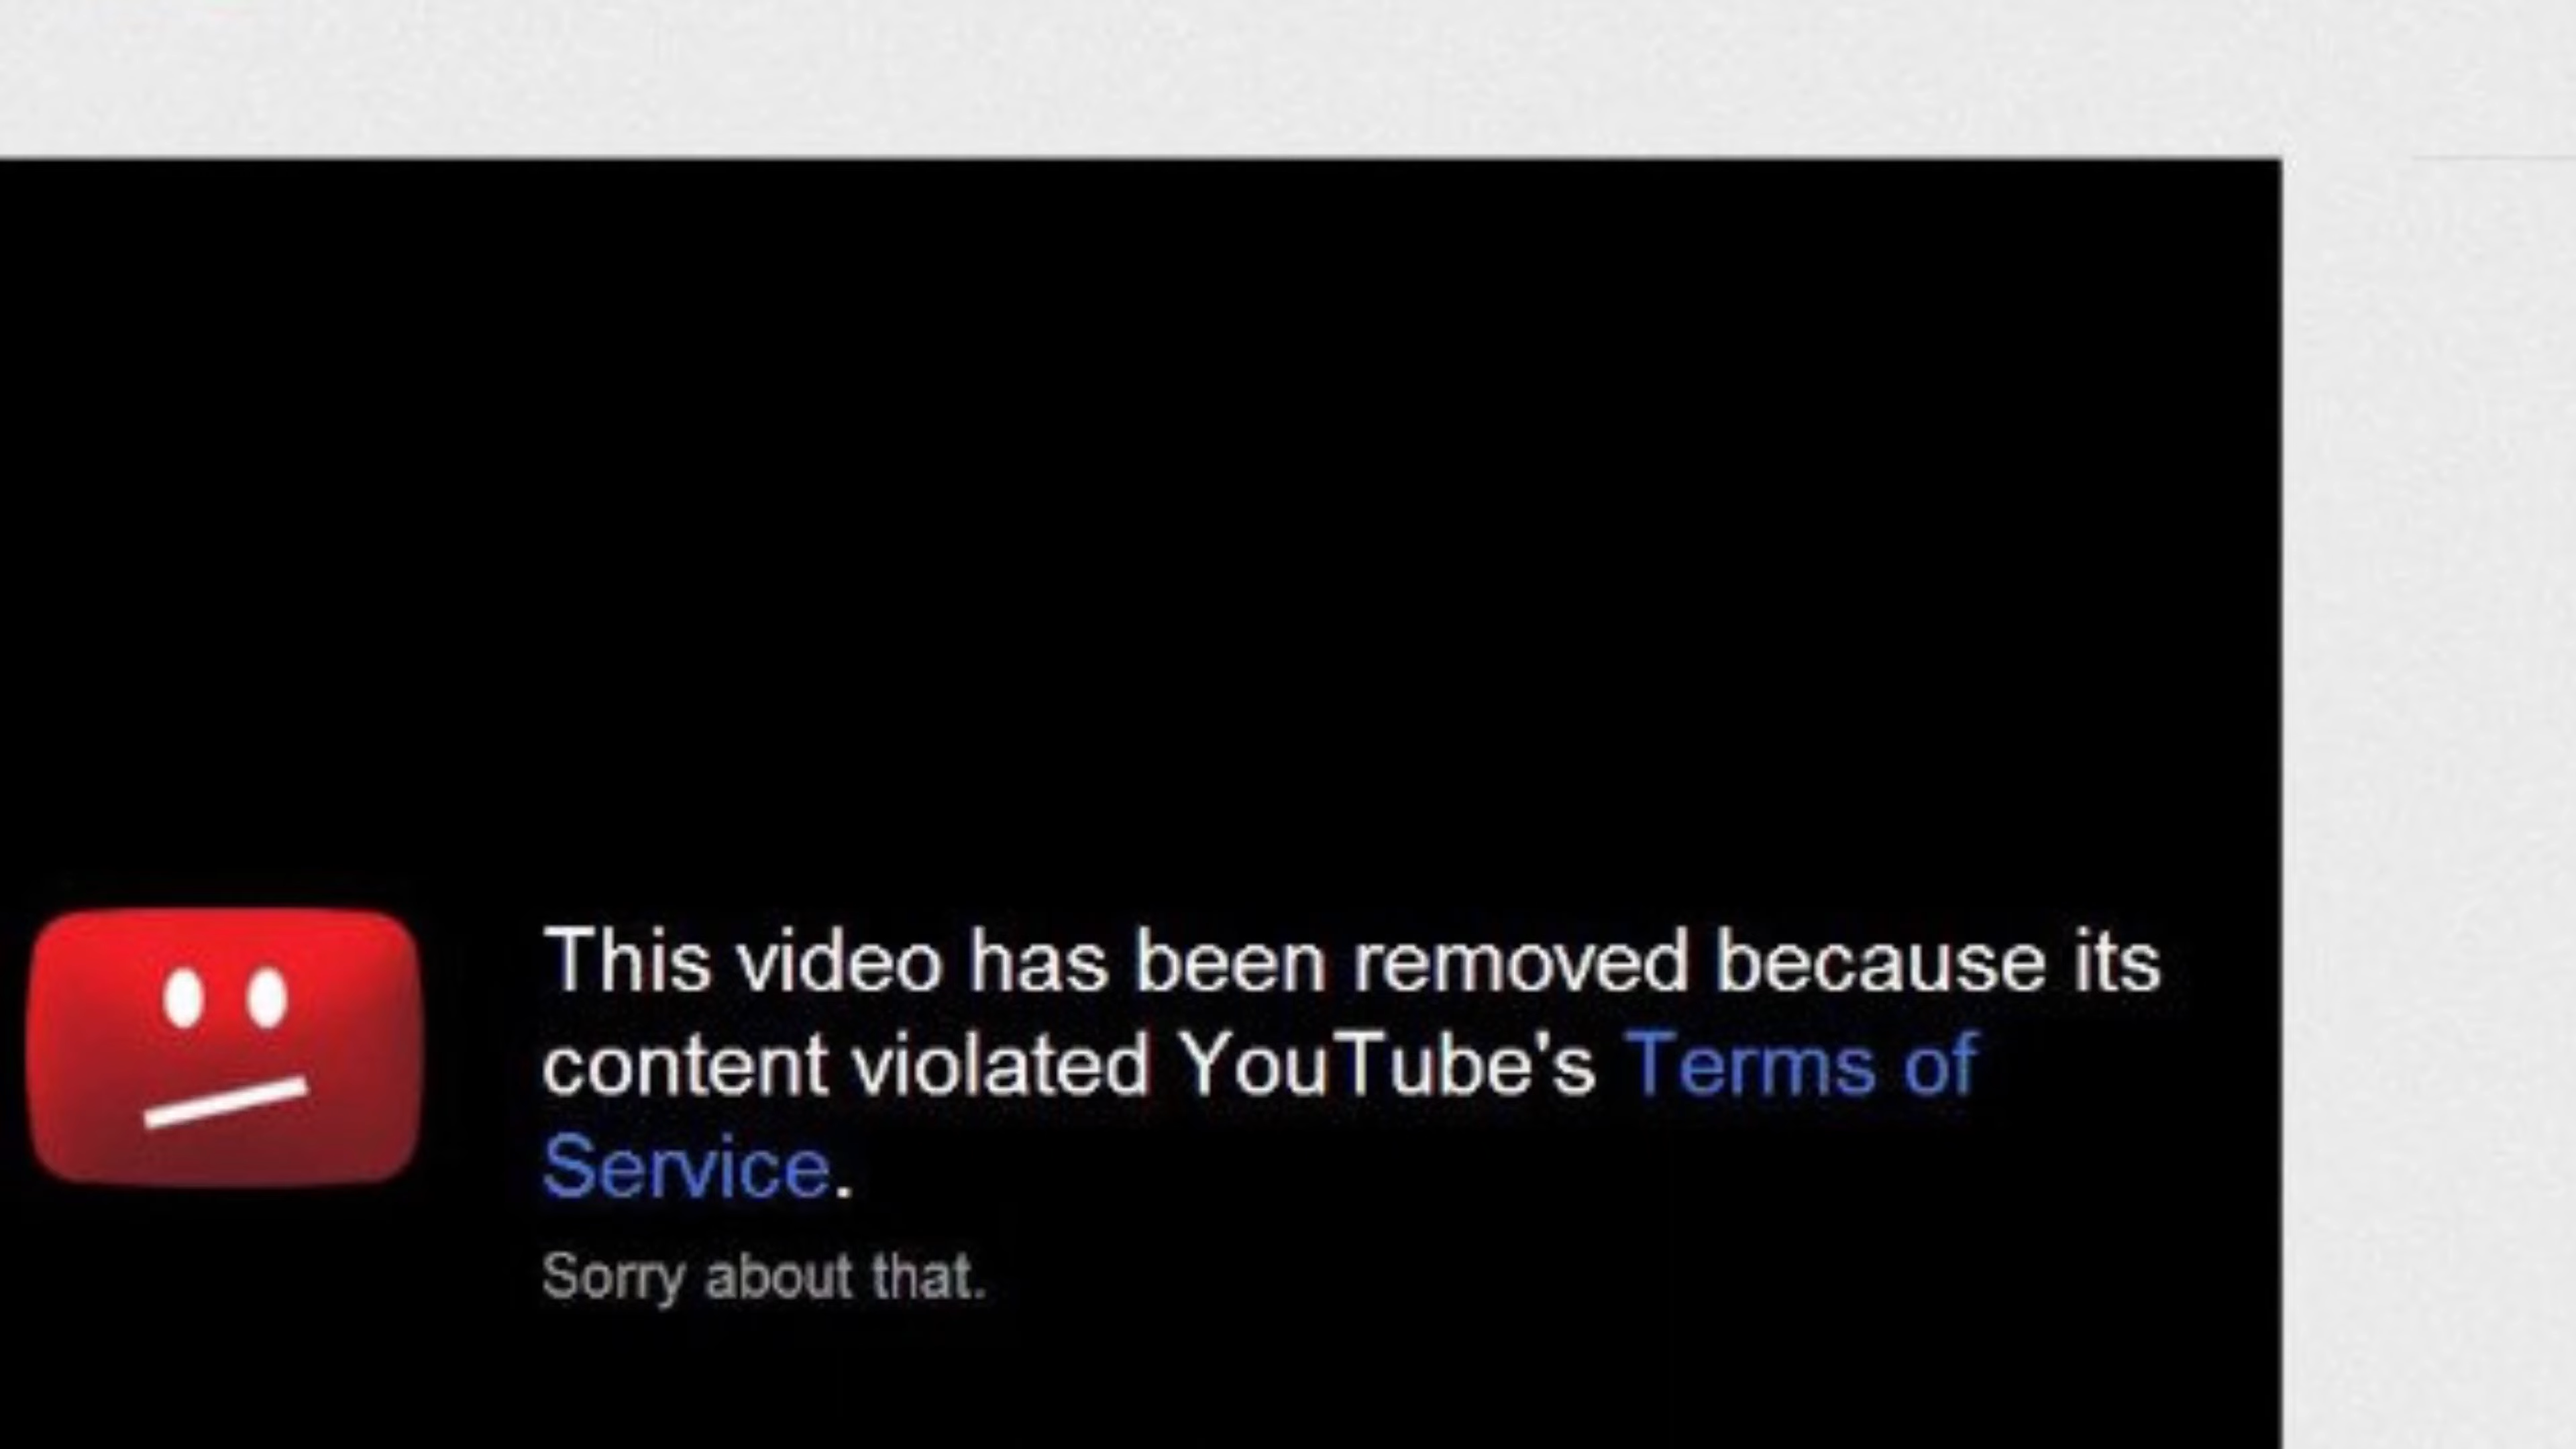 This video has been removed because its
content violated YouTube's Terms of
Service.
Sorry about that.